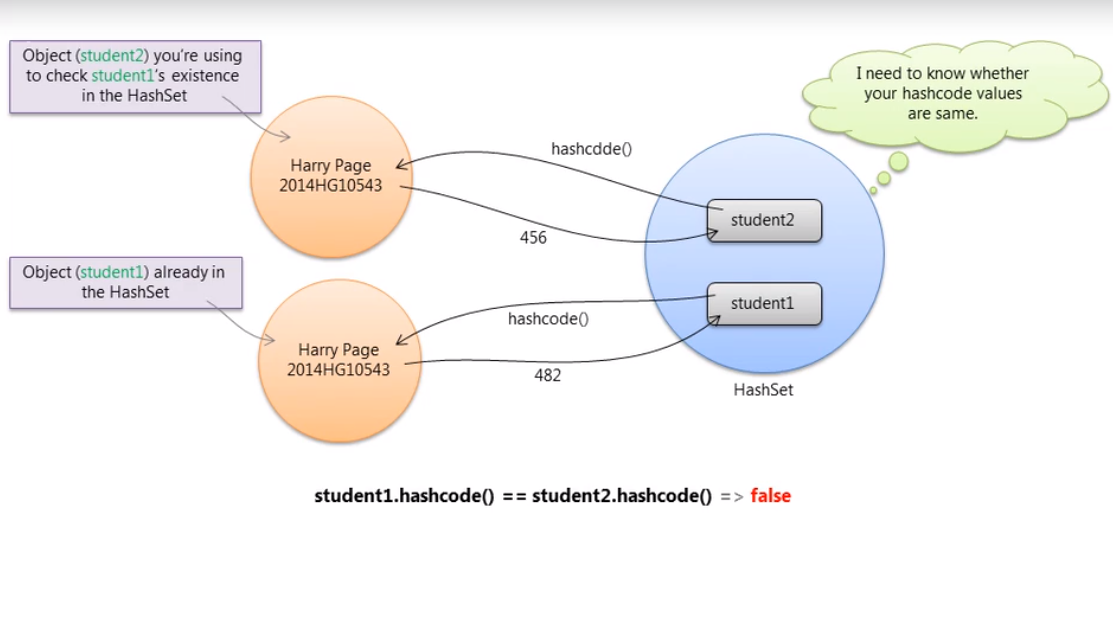 Object (student2) you're using
to check student1's existence
in the HashSet
I need to know whether
your hashcode values
are same.
hashcdde()
Harry Page
2014HG10543
student2
456
Object (student1) already in
the HashSet
student1
hashcode()
Harry Page
2014HG10543
482
HashSet
student1.hashcode() == student2.hashcode() => false